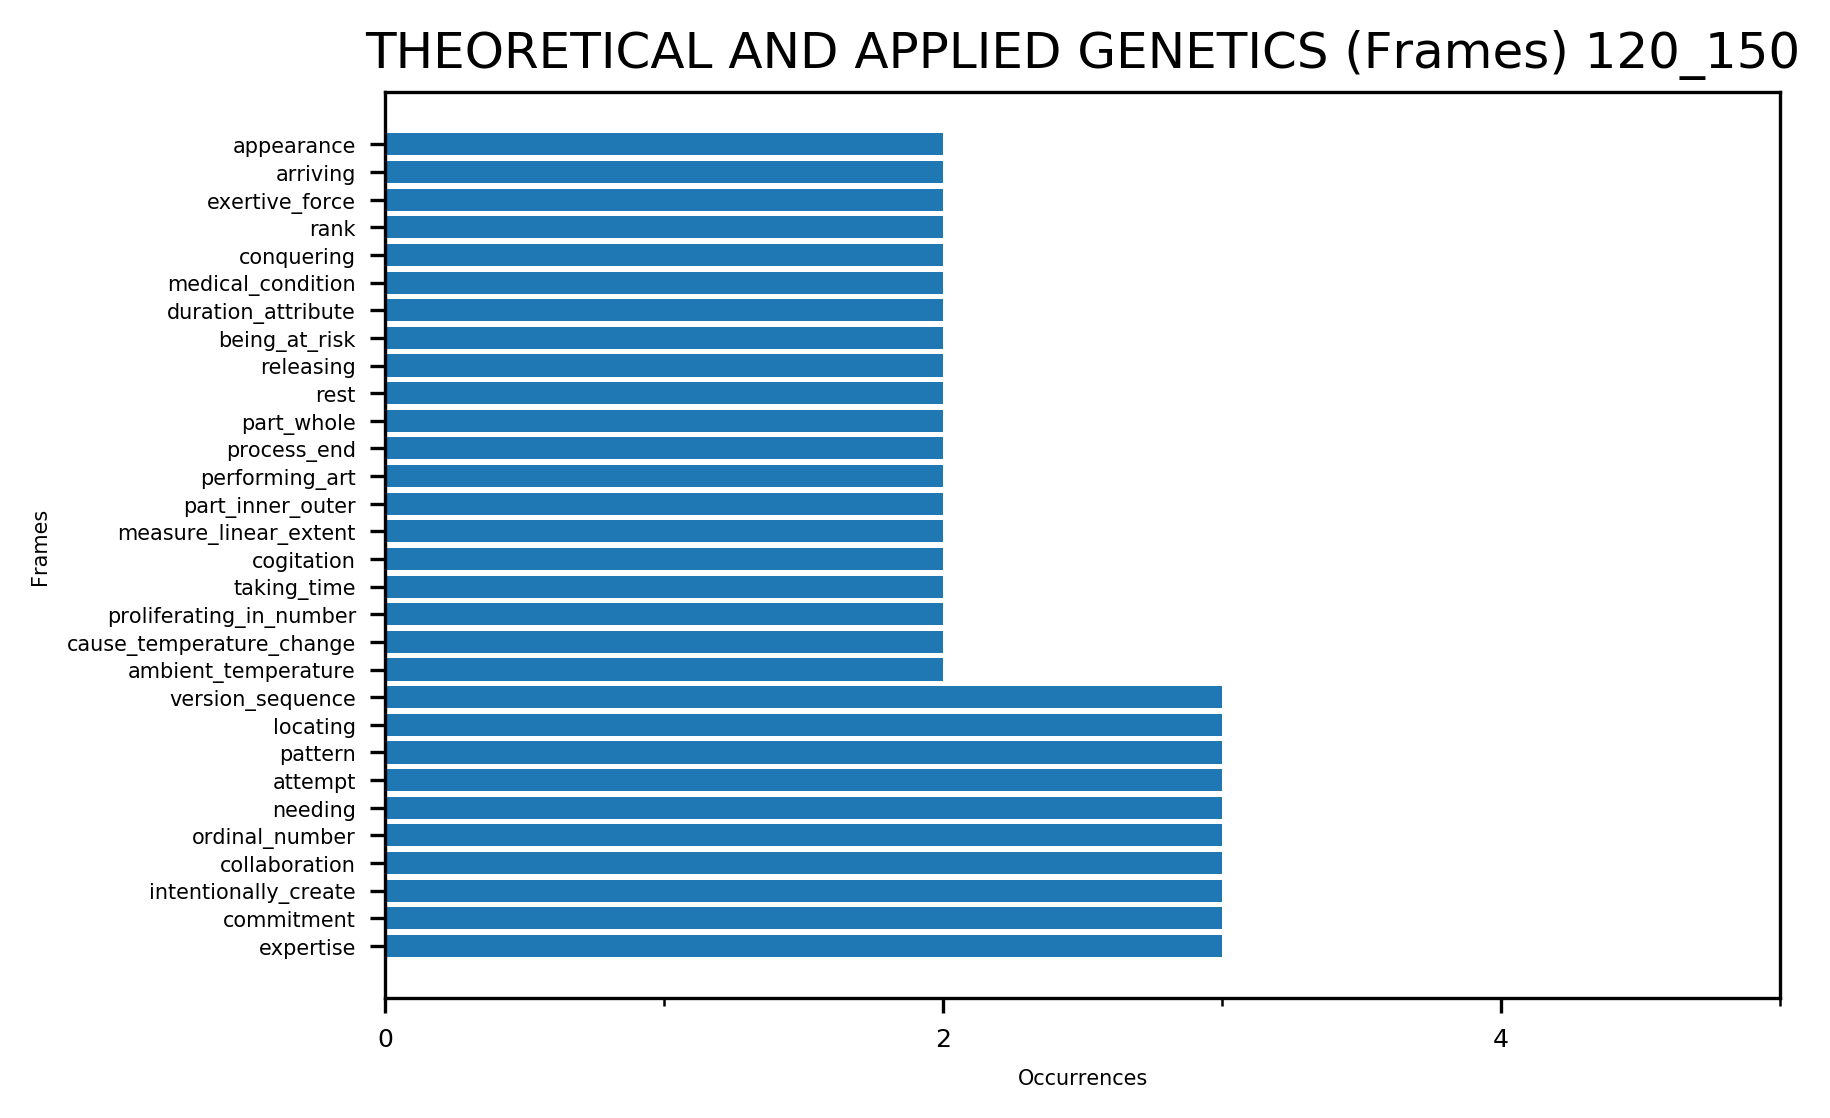 THEORETICAL AND APPLIED GENETICS (Frames) 120_150
appearance
arriving
exertive_force
rank
conquering
medical_condition
duration_attribute
being_at_risk
releasing
rest
part_whole
process_end
performing_art
part_inner_outer
measure_linear_extent
cogitation
taking_time
proliferating_in_number
cause_temperature_change
ambient_temperature
version_sequence
locating
pattern
attempt
needing
ordinal_number
collaboration
intentionally_create
commitment
expertise
Frames
0 2 4
Occurrences